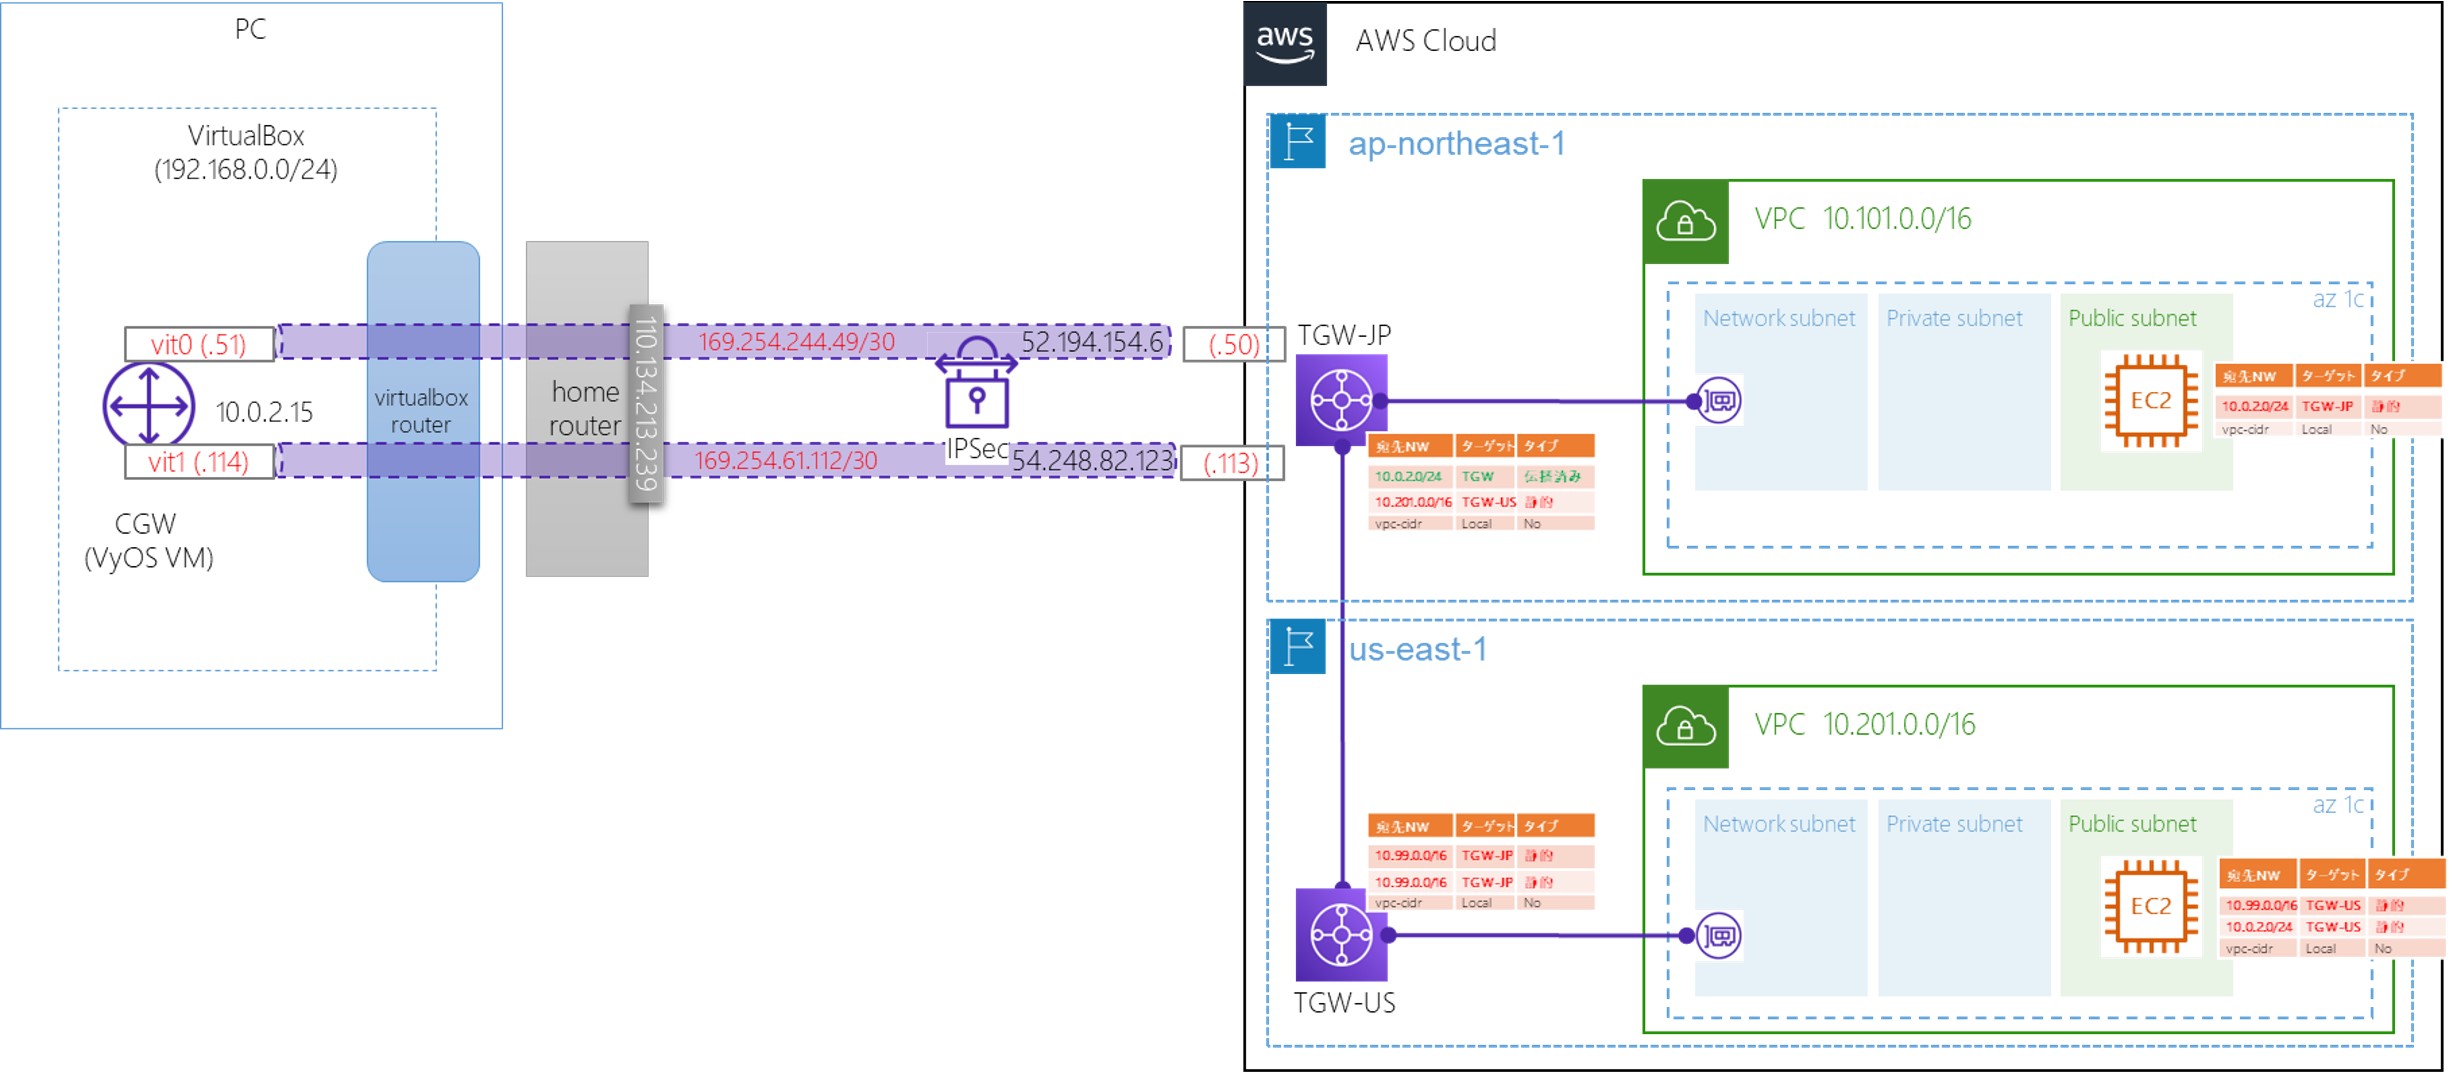 PC
VirtualBox
(192.168.0.0/24)
vit0 (.51)
10.0.2.15
vit1 (.114)
CGW
(VyOS VM)
virtualbox
router
home
router
110.134.213.239
169.254.244.49/30
52.194.154.6
(.50)
IPSec
169.254.61.112/30
54.248.82.123
(.113)
aws
AWS Cloud
ap-northeast-1
TGW-JP
宛先NW ターゲット タイプ
10.0.2.0/24 TGW 伝播済み
10.201.0.0/16 TGW-US 静的
vpc-cidr Local No
VPC 10.101.0.0/16
az 1c
Network subnet
Private subnet
Public subnet
EC2
宛先NW ターゲット タイプ
10.0.2.0/24 TGW-JP 静的
vpc-cidr Local No
us-east-1
宛先NW ターゲット タイプ
10.99.0.0/16 TGW-JP 静的
10.99.0.0/16 TGW-JP 静的
vpc-cidr Local No
TGW-US
VPC 10.201.0.0/16
az 1c
Network subnet
Private subnet
Public subnet
EC2
宛先NW ターゲット タイプ
10.99.0.0/16 TGW-US 静的
10.0.2.0/24 TGW-US 静的
vpc-cidr Local No